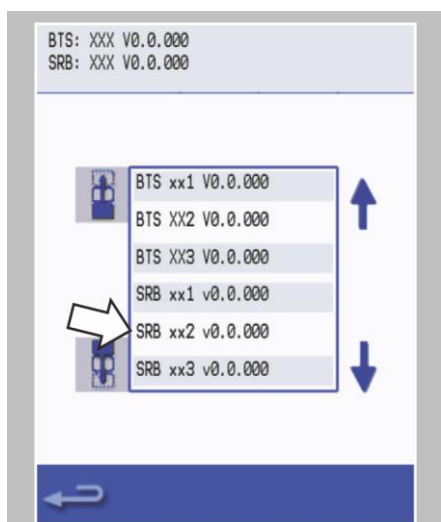 BTS: XXX V0.0.000
SRB: XXX V0.0.000
BTS xx1 V0.0.000
BTS XX2 V0.0.000
BTS XX3 V0.0.000
SRB xx1 v0.0.000
SRB xx2 v0.0.000
SRB xx3 v0.0.000